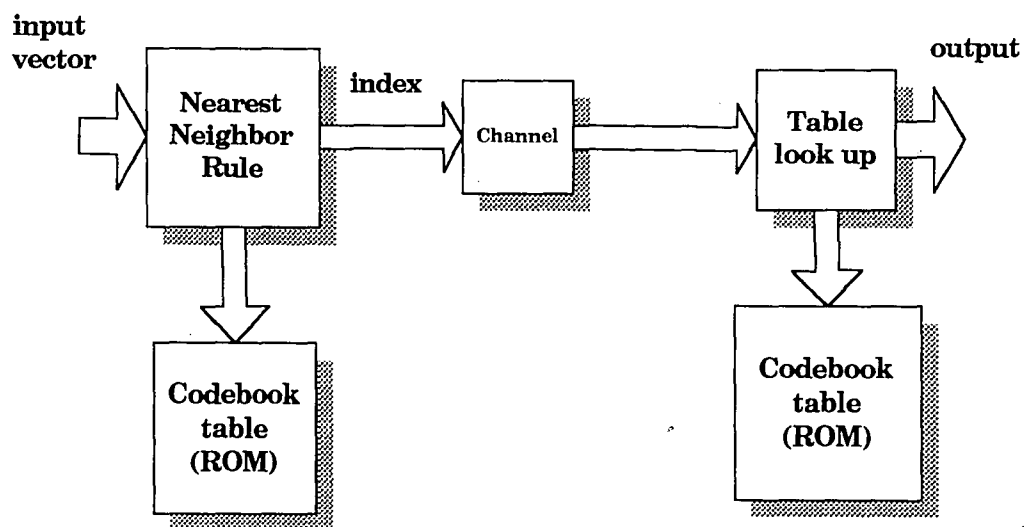 input
vector
Nearest
Neighbor
Rule
index
Channel
Table
look up
output
Codebook
table
(ROM)
Codebook
table
(ROM)